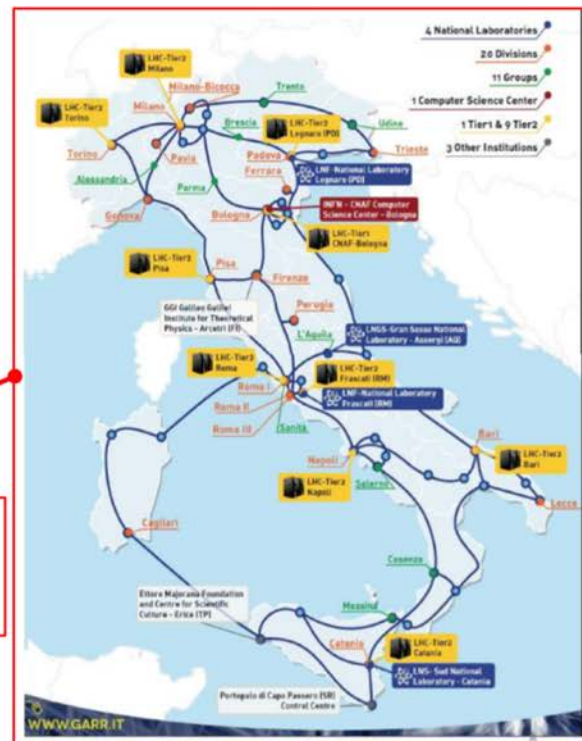 4 National Laboratories
20 Divisions
11 Groups
1 Computer Science Center
1 Tier1 & 9 Tier2
3 Other Institutions
LHC-Tier2
Milano
Milano-Bicocca
Trento
LHC-Tier2
Torino
Milano
Brescia
LHC-Tier2
Legnaro (PD)
Udine
Torino
Pavia
Padova
Trieste
Ferrara
LNF-National Laboratory
Legnaro (PD)
Alessandria
Parma
Genova
Bologna
INFN - CNAF Computer
Science Center - Bologna
LHC-Tier1
CNAF-Bologna
LHC-Tier2
Pisa
Pisa
Firenze
GGI Galileo Galilei
Institute for Theoretical
Physics - Arcetri (FI)
Perugia
L'Aquila
LNGS-Gran Sasso National
Laboratory - Assergi (AQ)
LHC-Tier2
Roma
LHC-Tier2
Frascati (RM)
Roma I
LNF-National Laboratory
Frascati (RM)
Roma II
Roma III
Sanità
Napoli
Bari
LHC-Tier2
Bari
LHC-Tier2
Napoli
Salerno
Lecce
Cagliari
Cosenza
Ettore Majorana Foundation
and Centre for Scientific
Culture - Erice (TP)
Messina
LHC-Tier2
Catania
Catania
LNS- Sud National
Laboratory - Catania
Portopalo di Capo Passero (SR)
Control Centre
WWW.GARR.IT